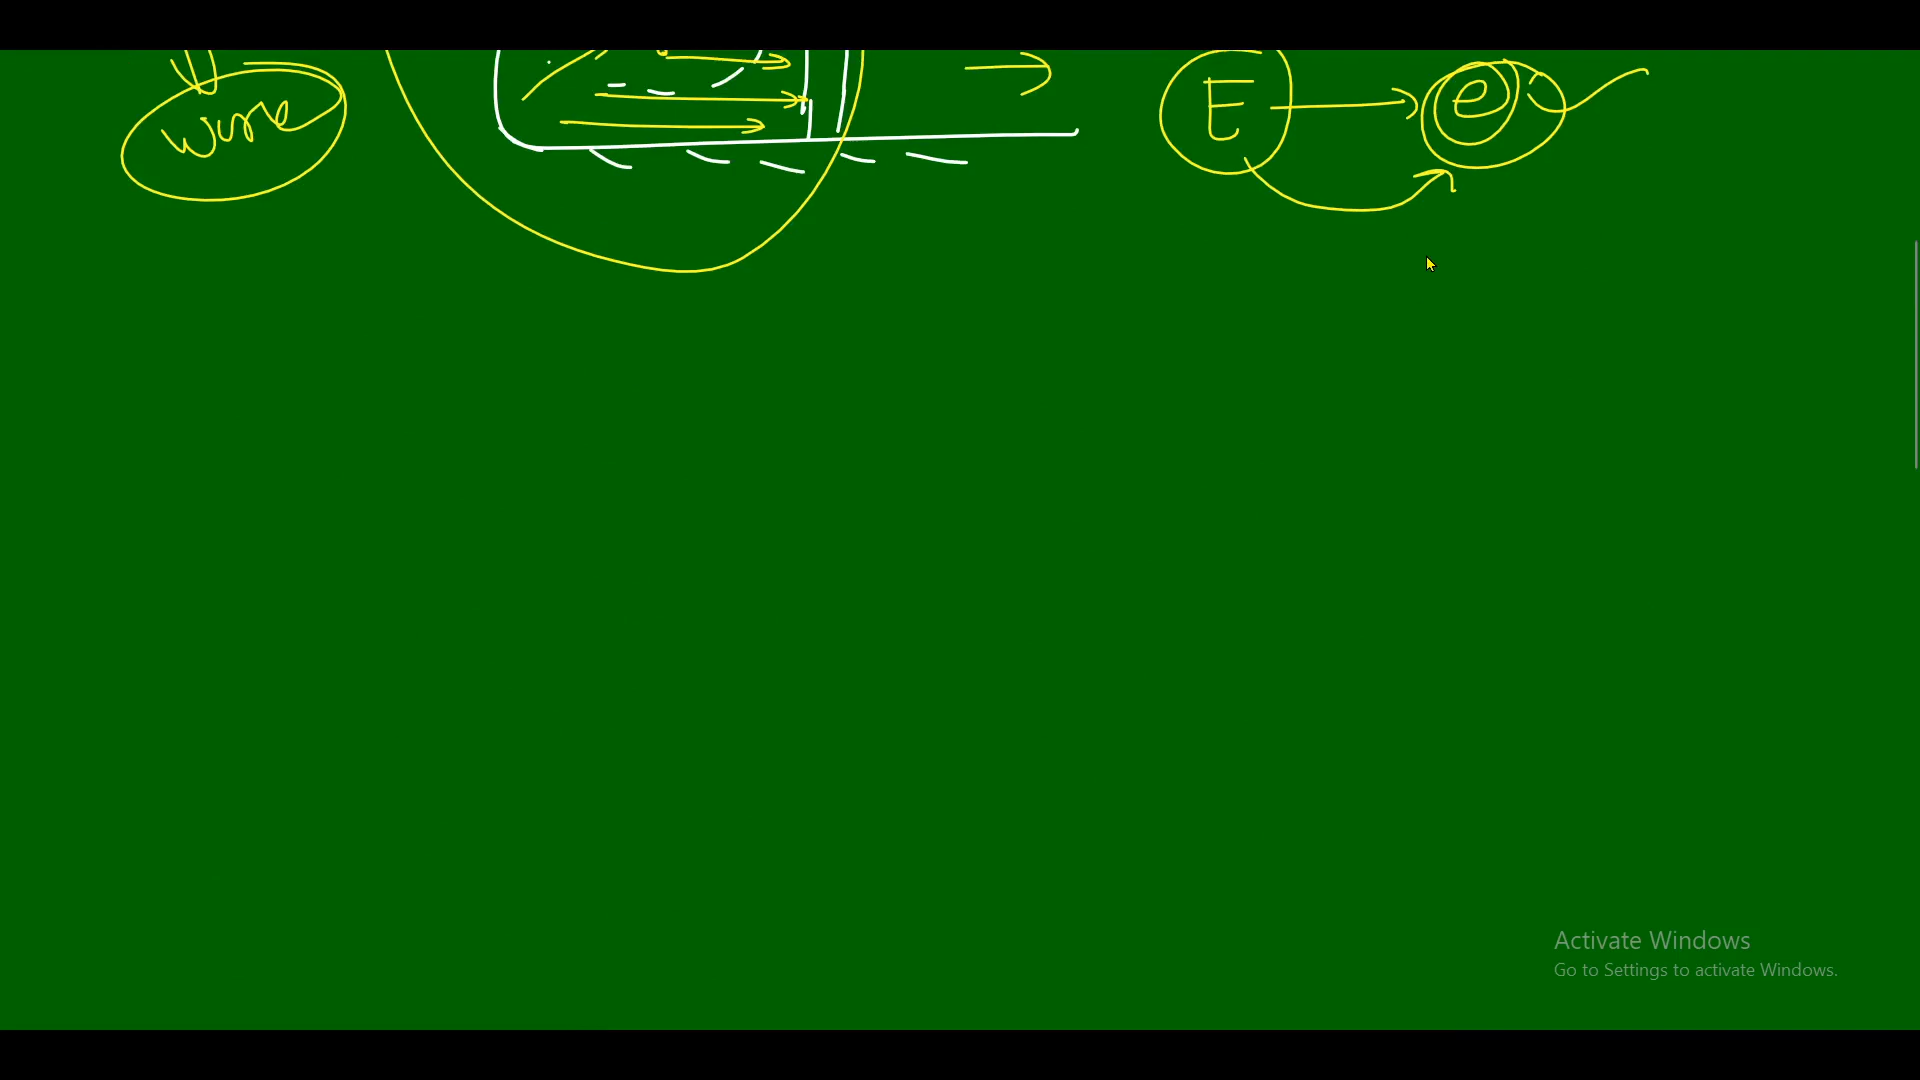 wire
E
e
Activate Windows
Go to Settings to activate Windows.